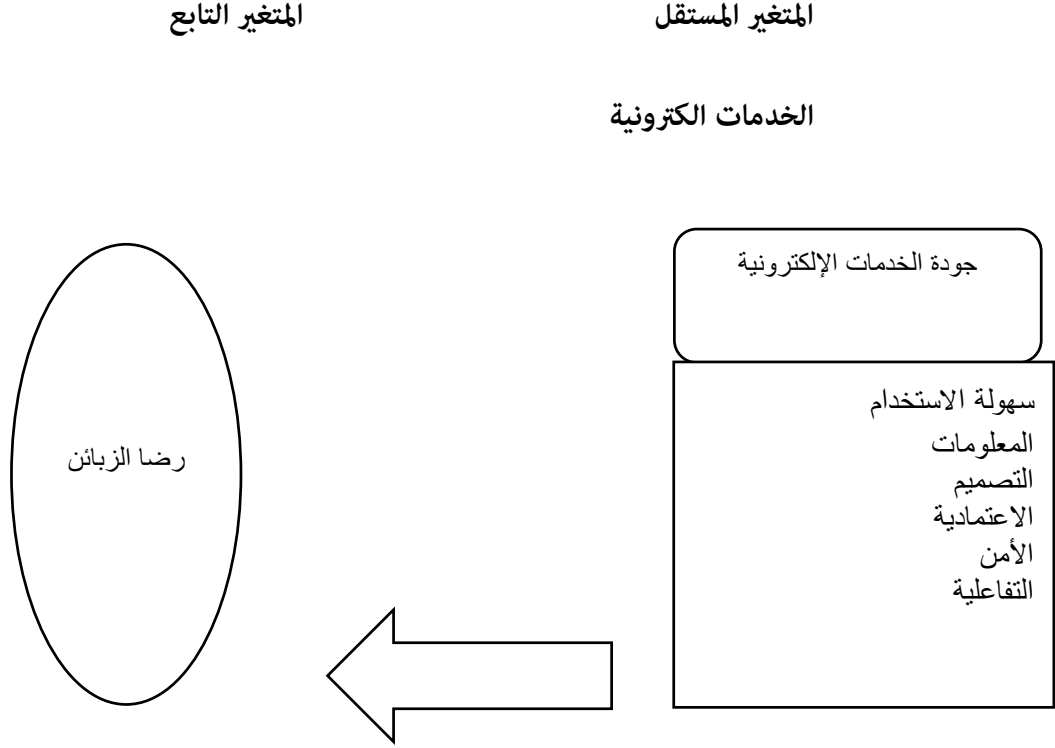 المتغير المستقل
المتغير التابع
الخدمات الكترونية
جودة الخدمات الإلكترونية
سهولة الاستخدام
المعلومات
التصميم
الاعتمادية
الأمن
التفاعلية
رضا الزبائن